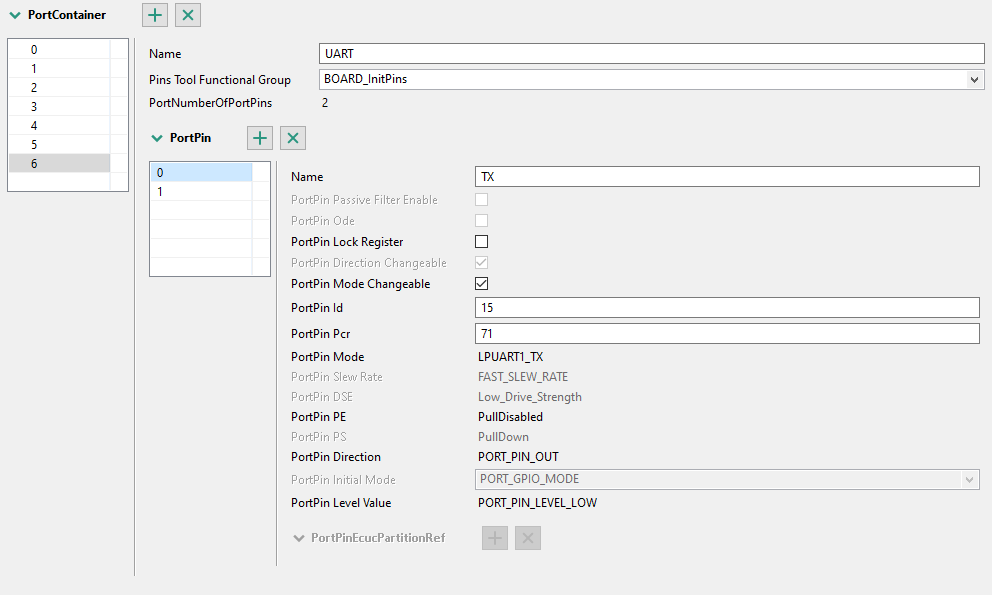 PortContainer
0
1
2
3
4
5
6
Name UART
Pins Tool Functional Group BOARD_InitPins
PortNumberOfPortPins 2
PortPin
0
1
Name TX
PortPin Passive Filter Enable
PortPin Ode
PortPin Lock Register
PortPin Direction Changeable
PortPin Mode Changeable
PortPin Id 15
PortPin Pcr 71
PortPin Mode LPUART1_TX
PortPin Slew Rate FAST_SLEW_RATE
PortPin DSE Low_Drive_Strength
PortPin PE PullDisabled
PortPin PS PullDown
PortPin Direction PORT_PIN_OUT
PortPin Initial Mode PORT_GPIO_MODE
PortPin Level Value PORT_PIN_LEVEL_LOW
PortPinEcucPartitionRef